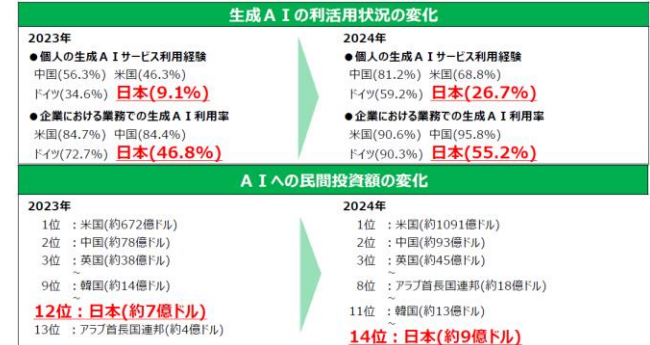 生成ＡＩの利活用状況の変化
2023年
●個人の生成ＡＩサービス利用経験
中国(56.3%) 米国(46.3%)
ドイツ(34.6%) 日本(9.1%)
●企業における業務での生成ＡＩ利用率
米国(84.7%) 中国(84.4%)
ドイツ(72.7%) 日本(46.8%)
2024年
●個人の生成ＡＩサービス利用経験
中国(81.2%) 米国(68.8%)
ドイツ(59.2%) 日本(26.7%)
●企業における業務での生成ＡＩ利用率
米国(90.6%) 中国(95.8%)
ドイツ(90.3%) 日本(55.2%)
ＡＩへの民間投資額の変化
2023年
1位 ：米国(約672億ドル)
2位 ：中国(約78億ドル)
3位 ：英国(約38億ドル)
～
9位 ：韓国(約14億ドル)
～
12位：日本(約7億ドル)
13位 ：アラブ首長国連邦(約4億ドル)
2024年
1位 ：米国(約1091億ドル)
2位 ：中国(約93億ドル)
3位 ：英国(約45億ドル)
～
8位 ：アラブ首長国連邦(約18億ドル)
～
11位 ：韓国(約13億ドル)
～
14位：日本(約9億ドル)